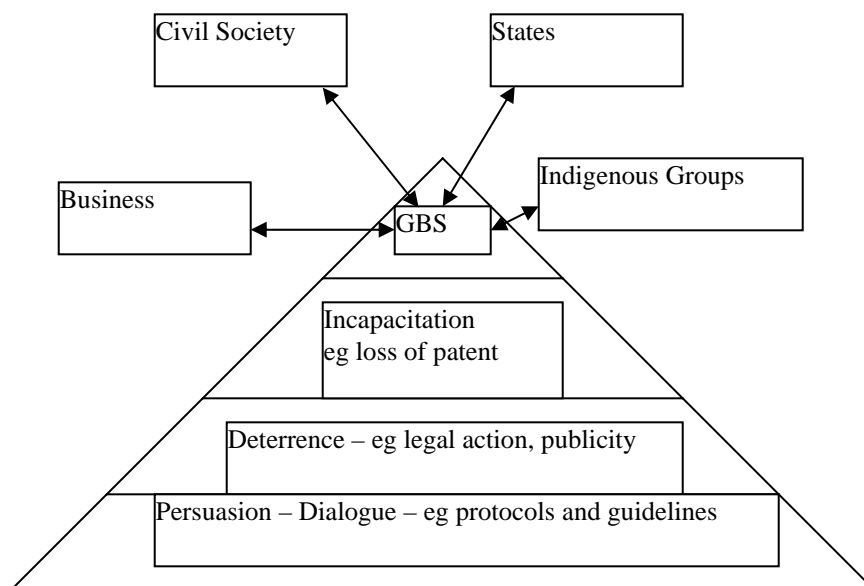 Civil Society
States
Business
Indigenous Groups
GBS
Incapacitation
eg loss of patent
Deterrence – eg legal action, publicity
Persuasion – Dialogue – eg protocols and guidelines